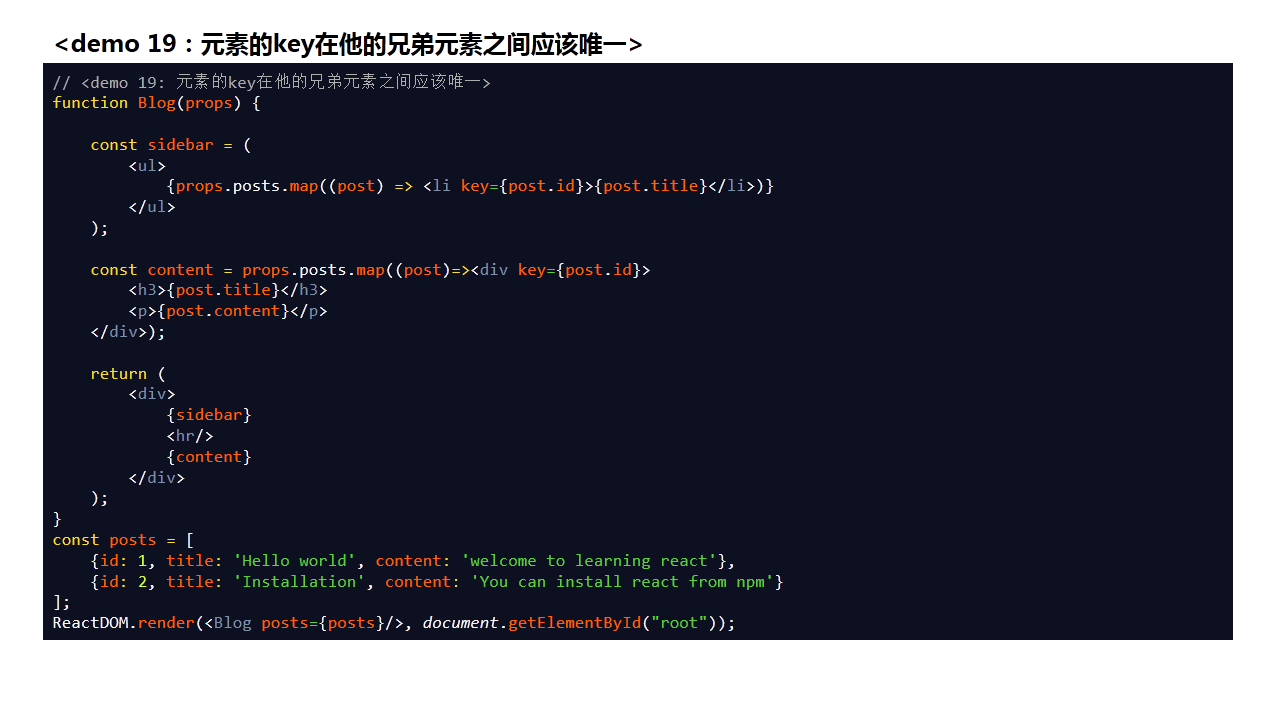 <demo 19：元素的key在他的兄弟元素之间应该唯一>
// <demo 19: 元素的key在他的兄弟元素之间应该唯一>
function Blog(props) {
    const sidebar = (
        <ul>
            {props.posts.map((post) => <li key={post.id}>{post.title}</li>)}
        </ul>
    );
    const content = props.posts.map((post)=><div key={post.id}>
        <h3>{post.title}</h3>
        <p>{post.content}</p>
    </div>);
    return (
        <div>
            {sidebar}
            <hr/>
            {content}
        </div>
    );
}
const posts = [
    {id: 1, title: 'Hello world', content: 'welcome to learning react'},
    {id: 2, title: 'Installation', content: 'You can install react from npm'}
];
ReactDOM.render(<Blog posts={posts}/>, document.getElementById("root"));